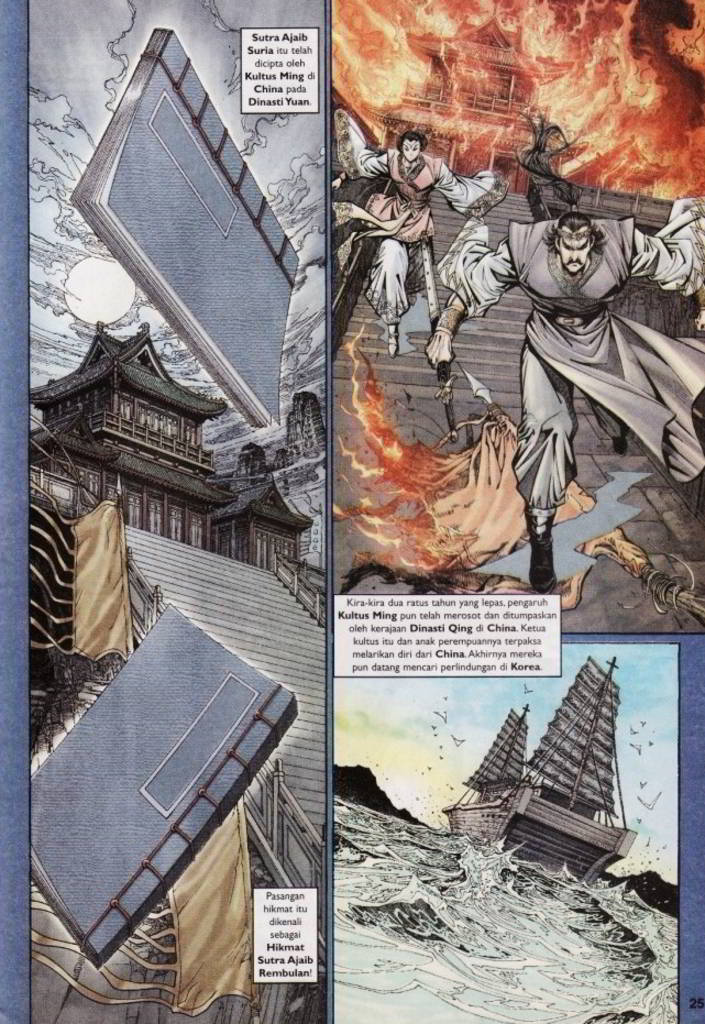 Sutra Ajaib
Suria itu telah
dicipta oleh
Kultus Ming di
China pada
Dinasti Yuan.
Kira-kira dua ratus tahun yang lepas, pengaruh
Kultus Ming pun telah merosot dan ditumpaskan
oleh kerajaan Dinasti Qing di China. Ketua
kultus itu dan anak perempuannya terpaksa
melarikan diri dari China. Akhirnya mereka
pun datang mencari perlindungan di Korea.
Pasangan
hikmat itu
dikenali
sebagai
Hikmat
Sutra Ajaib
Rembulan!
25